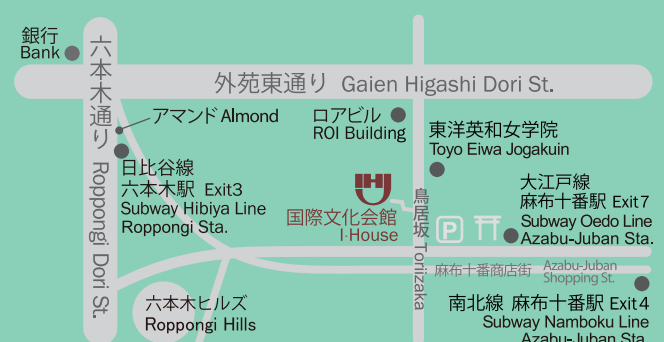 銀行
Bank
六本木通り Roppongi Dori St.
外苑東通り Gaien Higashi Dori St.
アマンド Almond
ロアビル
ROI Building
東洋英和女学院
Toyo Eiwa Jogakuin
日比谷線
六本木駅 Exit3
Subway Hibiya Line
Roppongi Sta.
IHJ
国際文化会館
I-House
鳥居坂 Toriizaka
P
大江戸線
麻布十番駅 Exit7
Subway Oedo Line
Azabu-Juban Sta.
麻布十番商店街
Azabu-Juban
Shopping St.
六本木ヒルズ
Roppongi Hills
南北線 麻布十番駅 Exit4
Subway Namboku Line
Azabu-Juban Sta.